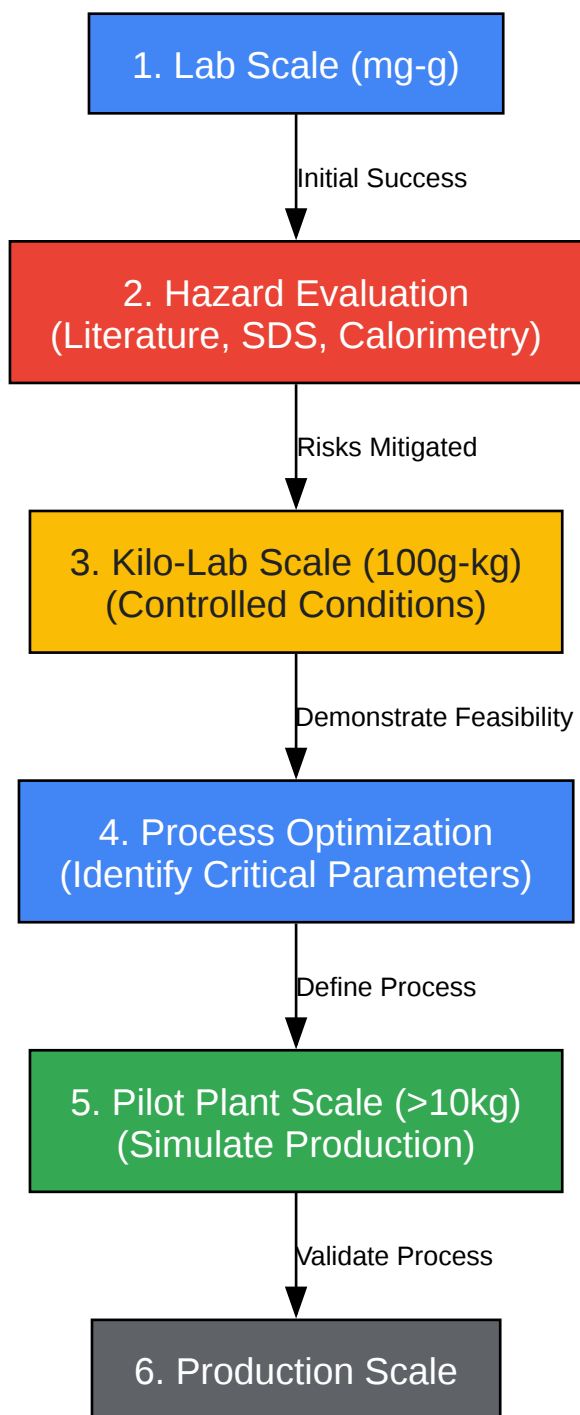 1. Lab Scale (mg-g)
Initial Success
2. Hazard Evaluation
(Literature, SDS, Calorimetry)
Risks Mitigated
3. Kilo-Lab Scale (100g-kg)
(Controlled Conditions)
Demonstrate Feasibility
4. Process Optimization
(Identify Critical Parameters)
Define Process
5. Pilot Plant Scale (>10kg)
(Simulate Production)
Validate Process
6. Production Scale